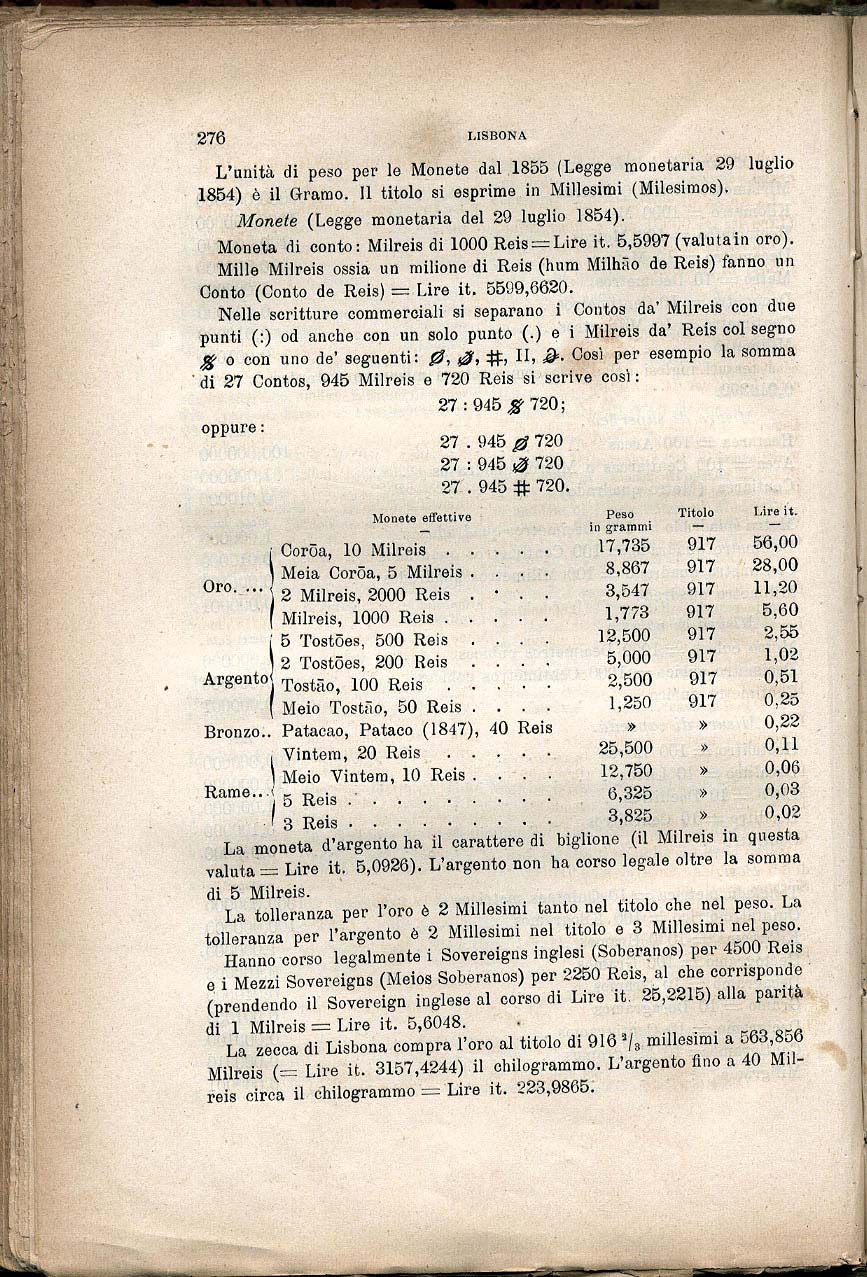 276 LISBONA
L'unità di peso per le Monete dal 1855 (Legge monetaria 29 luglio
1854) è il Gramo. Il titolo si esprime in Millesimi (Milesimos).
Monete (Legge monetaria del 29 luglio 1854).
Moneta di conto: Milreis di 1000 Reis = Lire it. 5,5997 (valuta in oro).
Mille Milreis ossia un milione di Reis (hum Milhão de Reis) fanno un
Conto (Conto de Reis) = Lire it. 5599,6620.
Nelle scritture commerciali si separano i Contos da' Milreis con due
punti (:) od anche con un solo punto (.) e i Milreis da' Reis col segno
o con uno de' seguenti: #, II, Così per esempio la somma
di 27 Contos, 945 Milreis e 720 Reis si scrive così:
27 : 945 720;
oppure:
27 . 945 720
27 : 945 720
27 . 945 # 720.
Monete effettive Peso in grammi Titolo Lire it.
— — —
Oro....
Corōa, 10 Milreis . . . . . 17,735 917 56,00
Meia Corōa, 5 Milreis . . . . 8,867 917 28,00
2 Milreis, 2000 Reis . . . . 3,547 917 11,20
Milreis, 1000 Reis . . . . . 1,773 917 5,60
Argento
5 Tostōes, 500 Reis . . . . 12,500 917 2,55
2 Tostōes, 200 Reis . . . . 5,000 917 1,02
Tostão, 100 Reis . . . . . 2,500 917 0,51
Meio Tostão, 50 Reis . . . . 1,250 917 0,25
Bronzo.. Patacao, Pataco (1847), 40 Reis » » 0,22
Rame...
Vintem, 20 Reis . . . . . 25,500 » 0,11
Meio Vintem, 10 Reis . . . . 12,750 » 0,06
5 Reis . . . . . . . . 6,325 » 0,03
3 Reis . . . . . . . . 3,825 » 0,02
La moneta d'argento ha il carattere di biglione (il Milreis in questa
valuta = Lire it. 5,0926). L'argento non ha corso legale oltre la somma
di 5 Milreis.
La tolleranza per l'oro è 2 Millesimi tanto nel titolo che nel peso. La
tolleranza per l'argento è 2 Millesimi nel titolo e 3 Millesimi nel peso.
Hanno corso legalmente i Sovereigns inglesi (Soberanos) per 4500 Reis
e i Mezzi Sovereigns (Meios Soberanos) per 2250 Reis, al che corrisponde
(prendendo il Sovereign inglese al corso di Lire it. 25,2215) alla parità
di 1 Milreis = Lire it. 5,6048.
La zecca di Lisbona compra l'oro al titolo di 916 ²/₃ millesimi a 563,856
Milreis (= Lire it. 3157,4244) il chilogrammo. L'argento fino a 40 Mil-
reis circa il chilogrammo = Lire it. 223,9865.